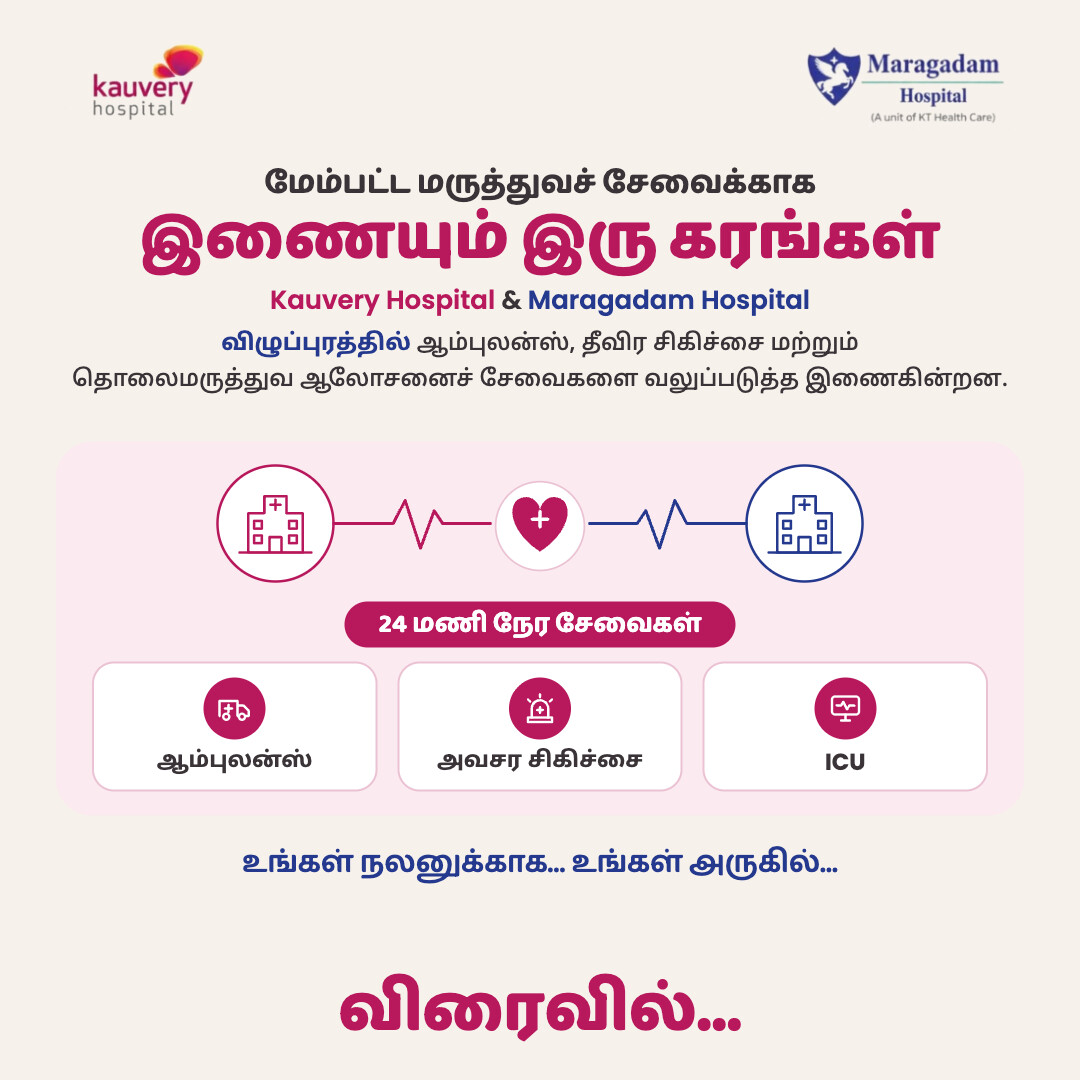 kauvery
hospital
Maragadam
Hospital
(A unit of KT Health Care)
மேம்பட்ட மருத்துவச் சேவைக்காக
இணையும் இரு கரங்கள்
Kauvery Hospital & Maragadam Hospital
விழுப்புரத்தில் ஆம்புலன்ஸ், தீவிர சிகிச்சை மற்றும்
தொலைமருத்துவ ஆலோசனைச் சேவைகளை வலுப்படுத்த இணைகின்றன.
24 மணி நேர சேவைகள்
ஆம்புலன்ஸ்
அவசர சிகிச்சை
ICU
உங்கள் நலனுக்காக... உங்கள் அருகில்...
விரைவில்...